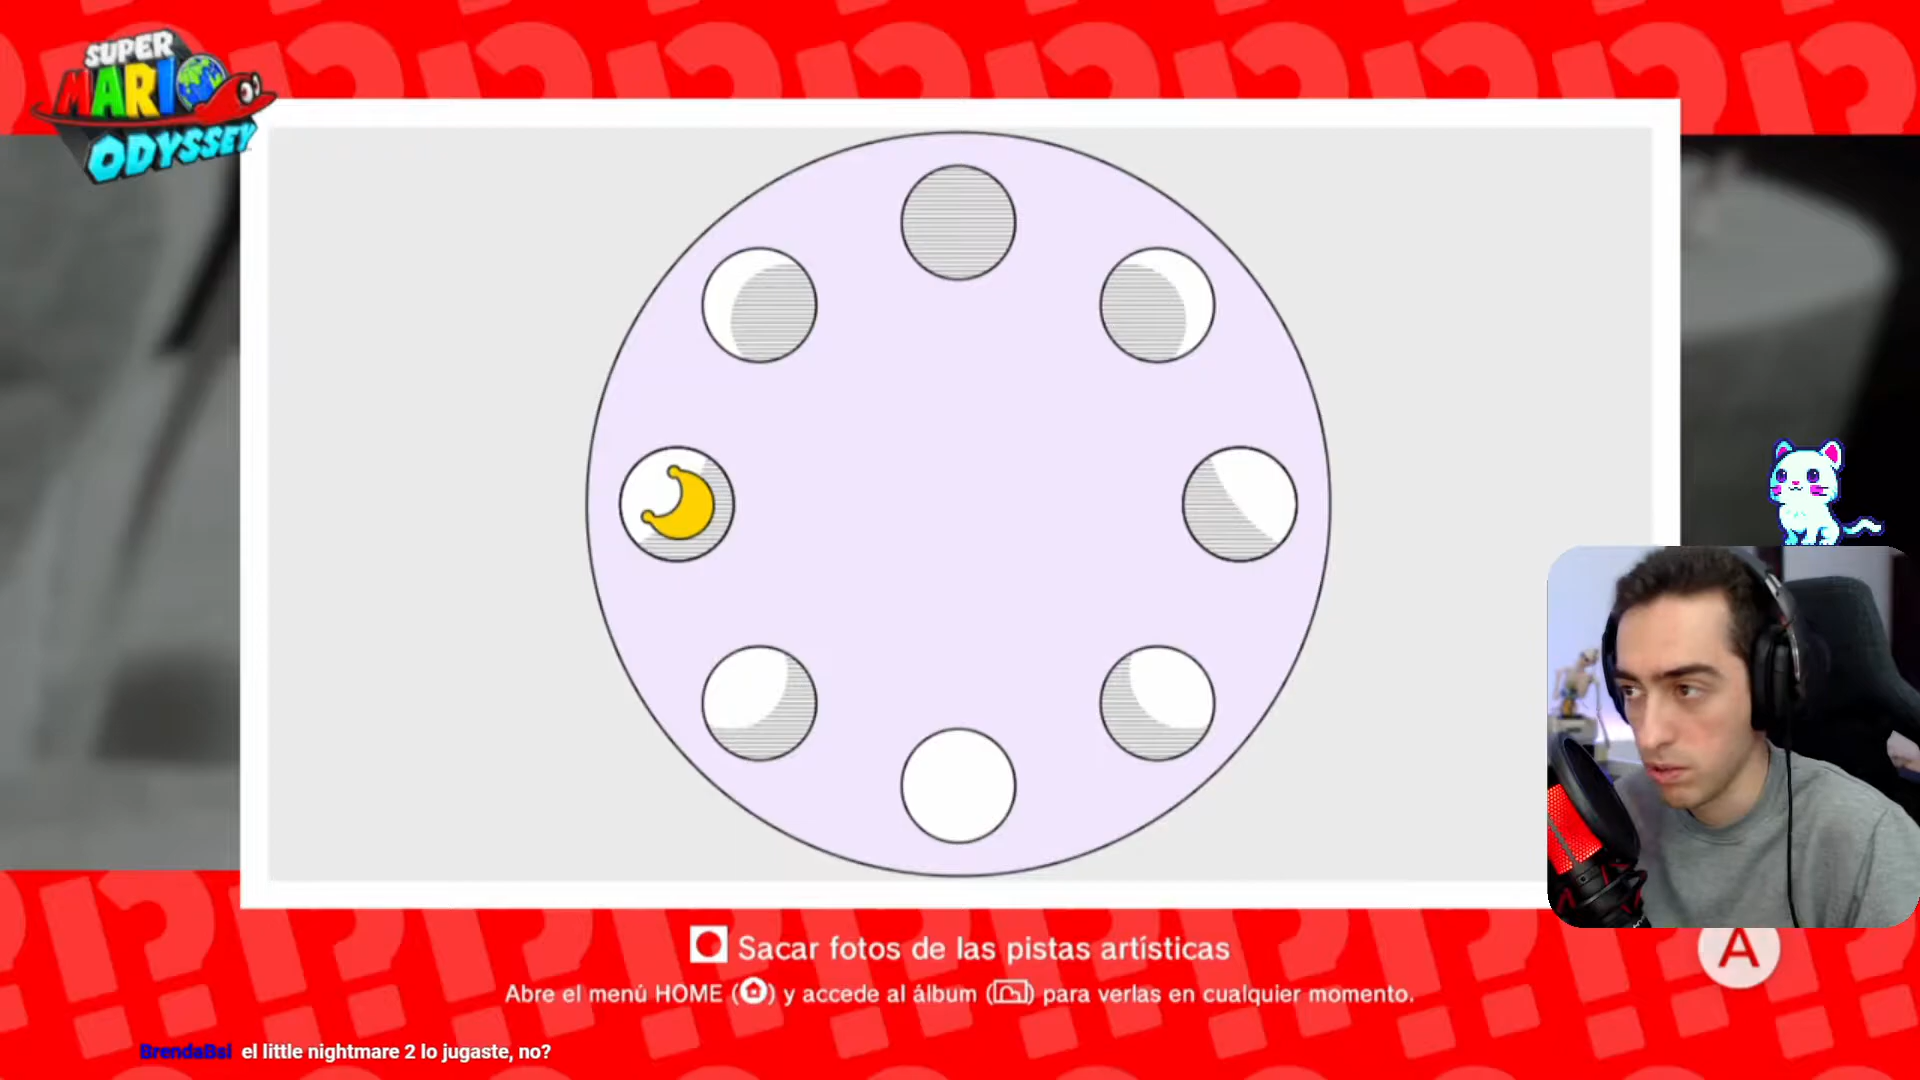 SUPER
MARIO
ODYSSEY
Sacar fotos de las pistas artísticas
Abre el menú HOME ( ) y accede al álbum ( ) para verlas en cualquier momento.
A
BrendaBsl el little nightmare 2 lo jugaste, no?